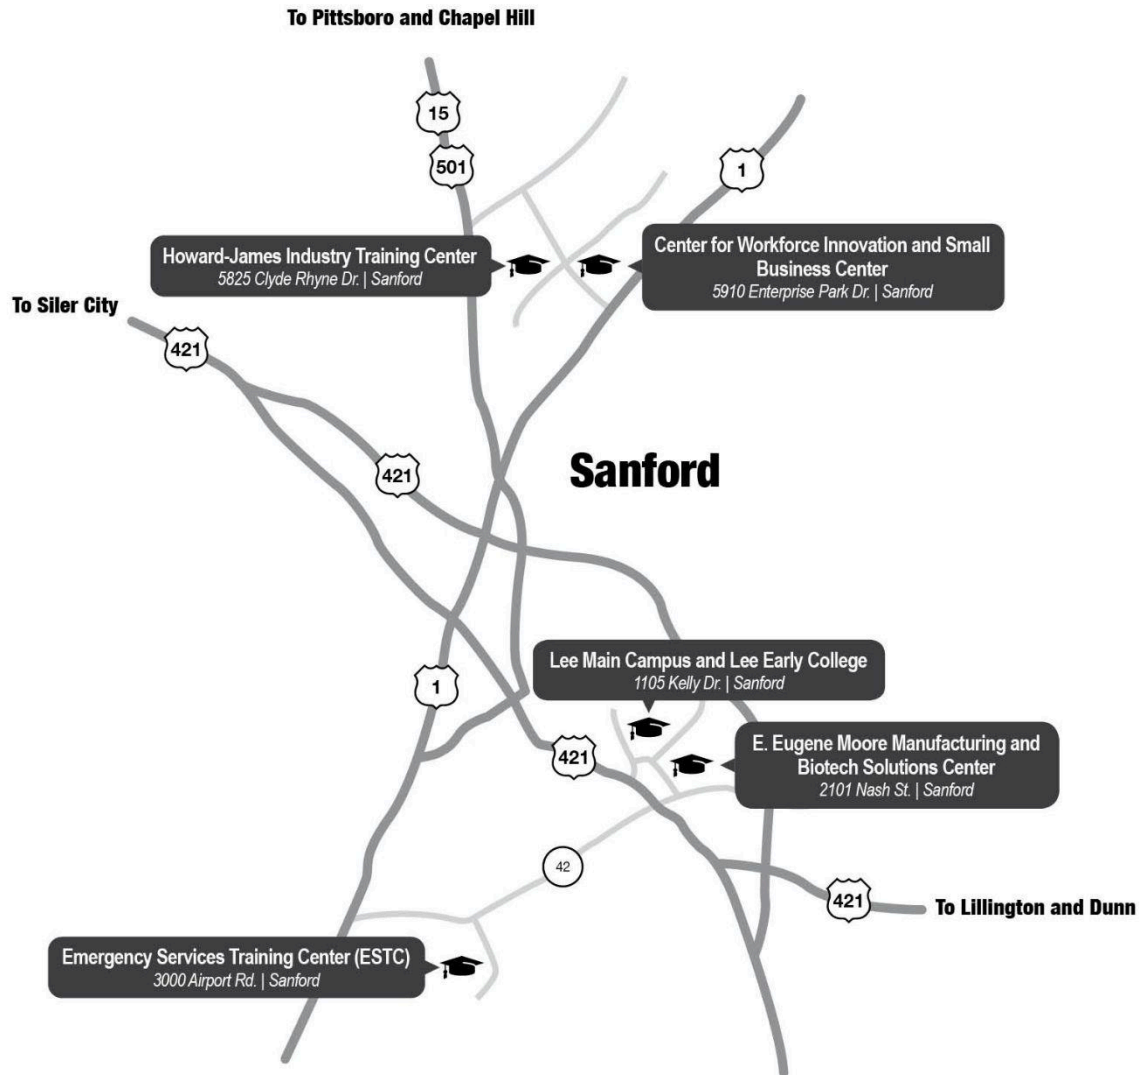 To Pittsboro and Chapel Hill
15
501
1
Howard-James Industry Training Center
5825 Clyde Rhyne Dr. | Sanford
Center for Workforce Innovation and Small
Business Center
5910 Enterprise Park Dr. | Sanford
To Siler City
421
421
Sanford
Lee Main Campus and Lee Early College
1105 Kelly Dr. | Sanford
1
421
E. Eugene Moore Manufacturing and
Biotech Solutions Center
2101 Nash St. | Sanford
42
421
To Lillington and Dunn
Emergency Services Training Center (ESTC)
3000 Airport Rd. | Sanford